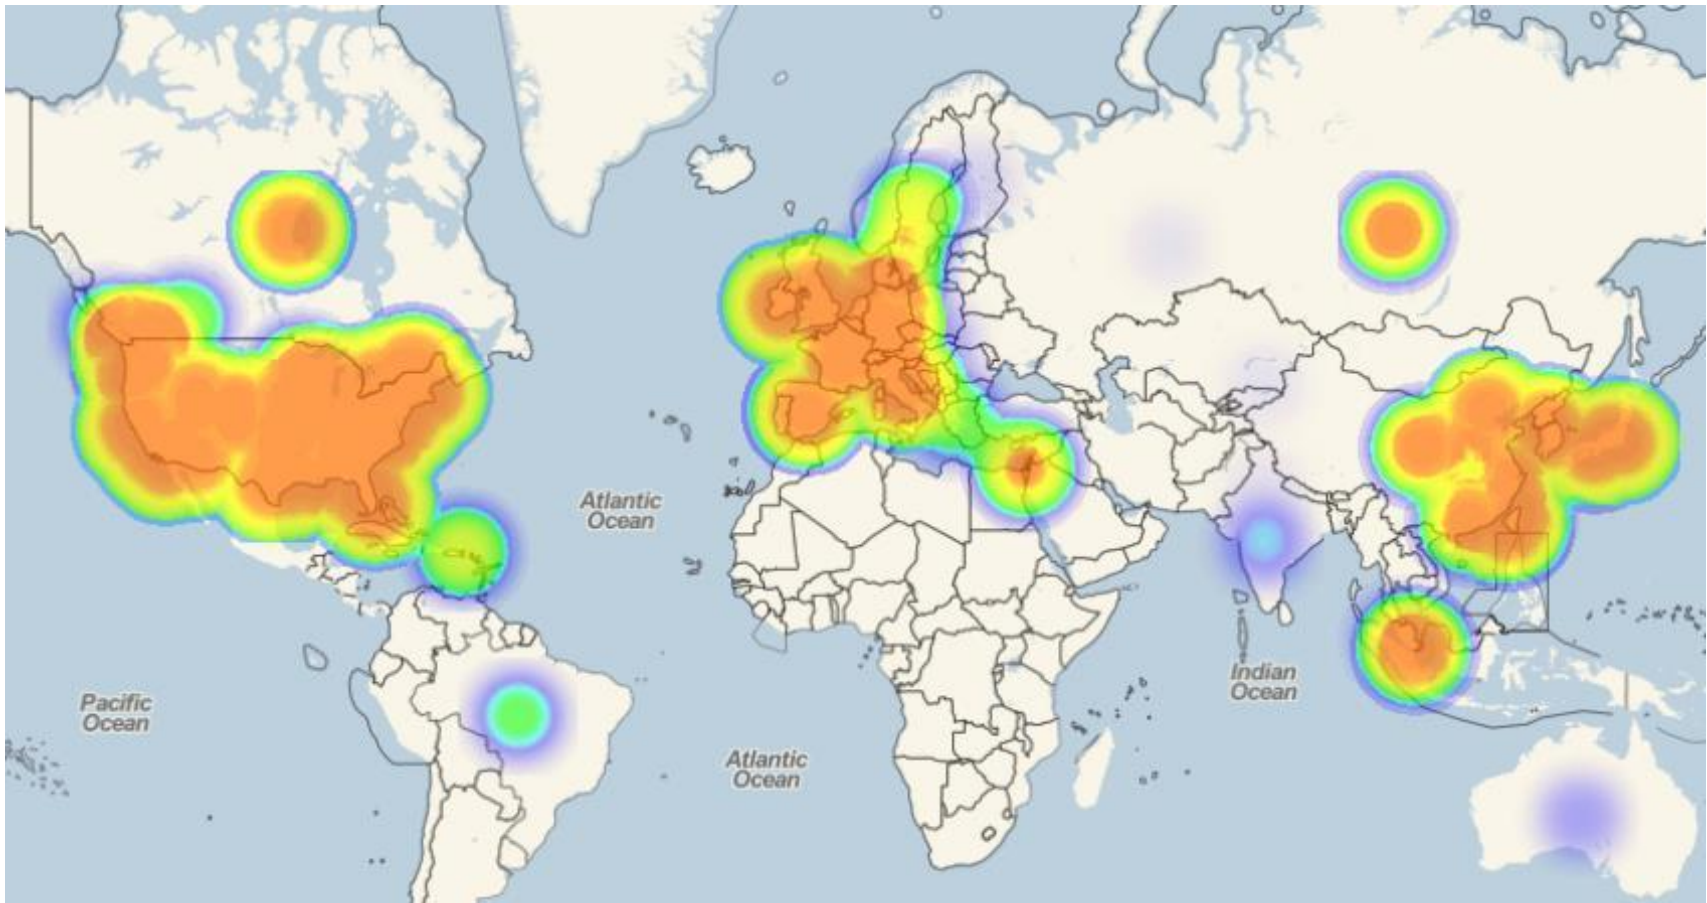 Atlantic
Ocean
Pacific
Ocean
Atlantic
Ocean
Indian
Ocean